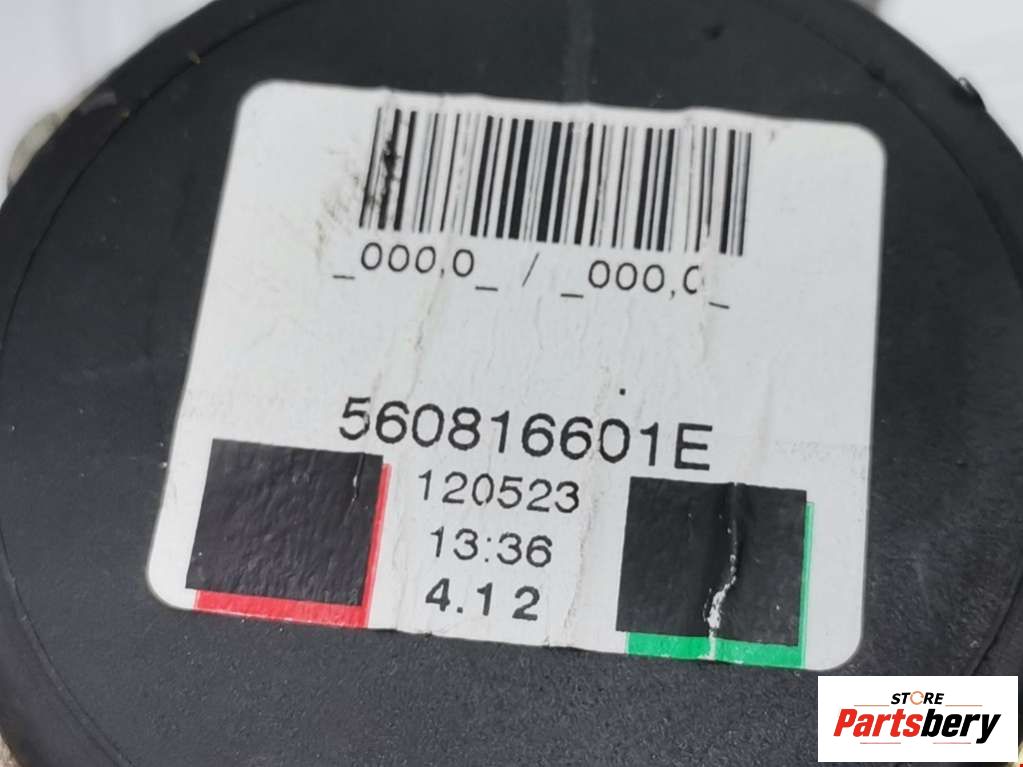 _000,0_ / _000,0_
560816601E
120523
13:36
4.12
STORE
Partsbery